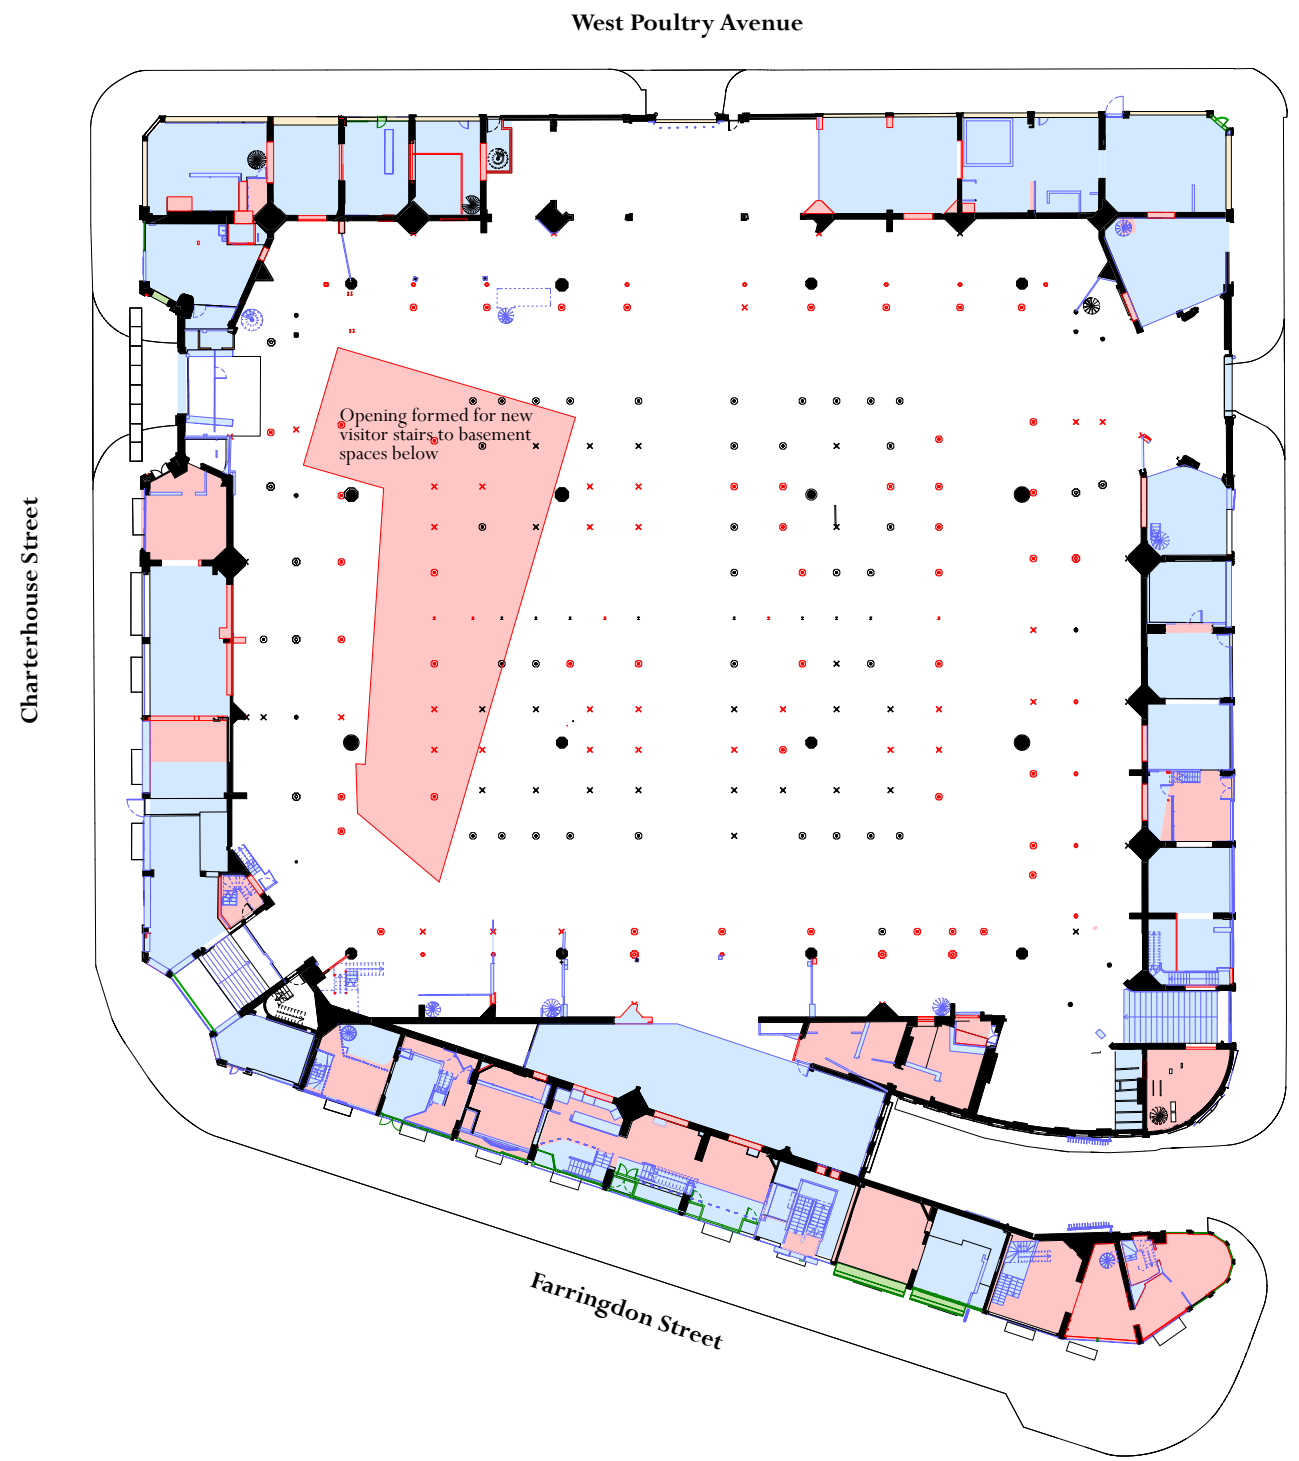 West Poultry Avenue
Opening formed for new
visitor stairs to basement
spaces below
Charterhouse Street
Farringdon Street